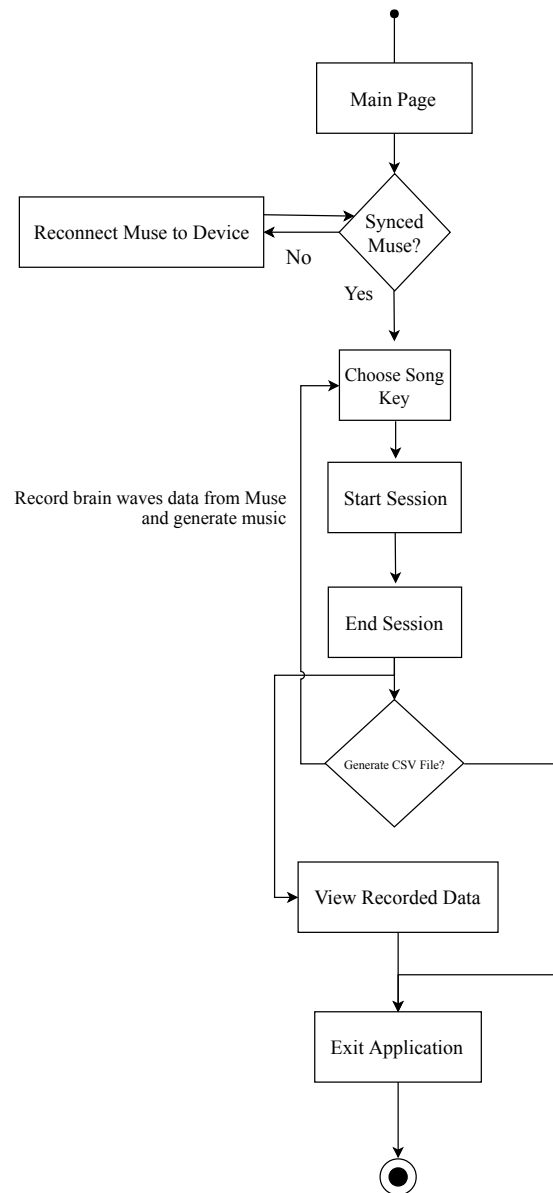 Main Page
Synced
Muse?
Reconnect Muse to Device
No
Yes
Choose Song
Key
Record brain waves data from Muse
and generate music
Start Session
End Session
Generate CSV File?
View Recorded Data
Exit Application